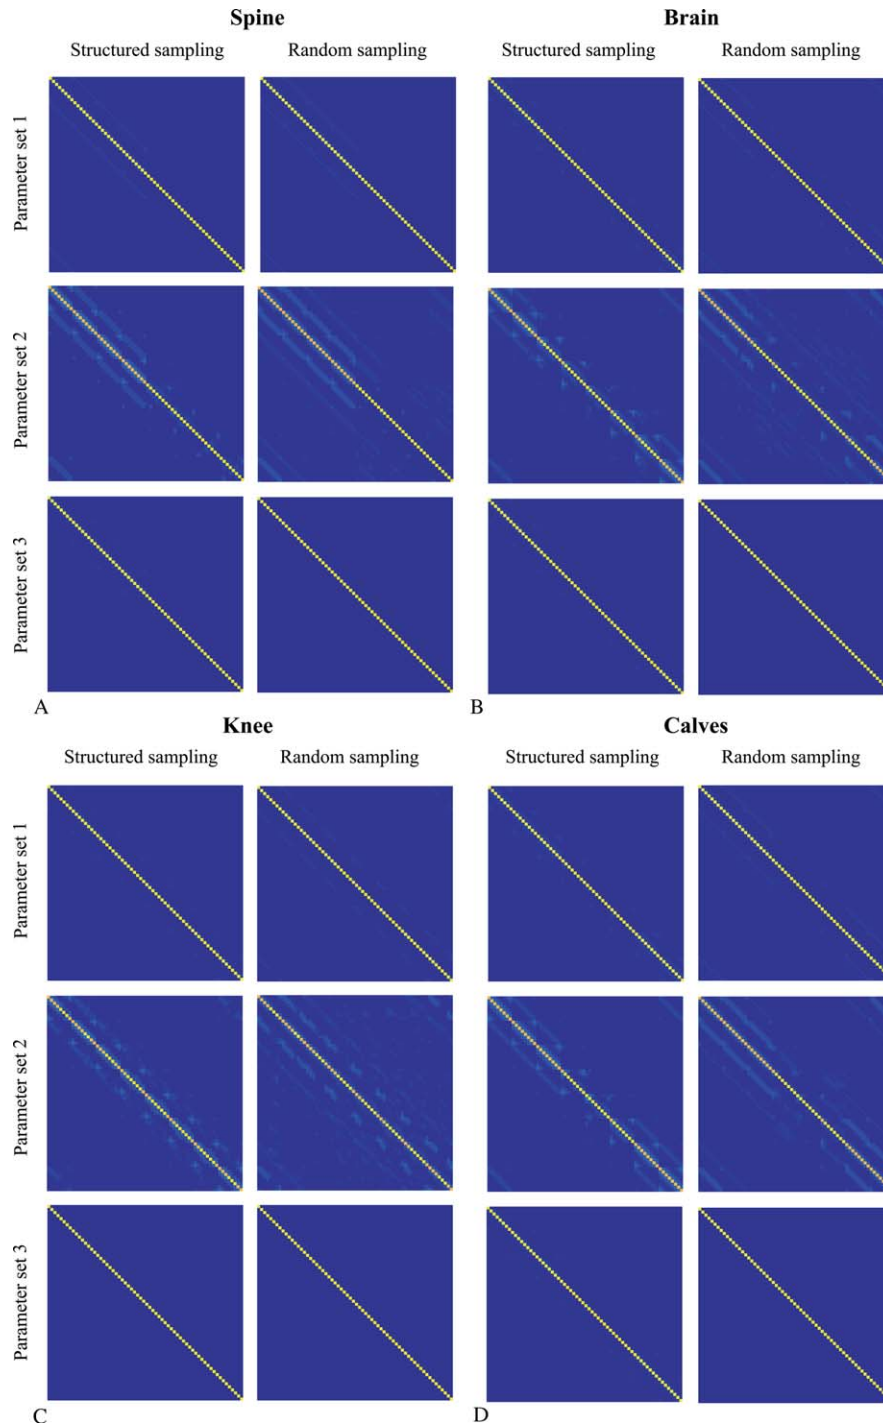 Spine
Brain
Structured sampling
Random sampling
Structured sampling
Random sampling
Parameter set 1
Parameter set 2
Parameter set 3
A
B
Knee
Calves
Structured sampling
Random sampling
Structured sampling
Random sampling
Parameter set 1
Parameter set 2
Parameter set 3
C
D